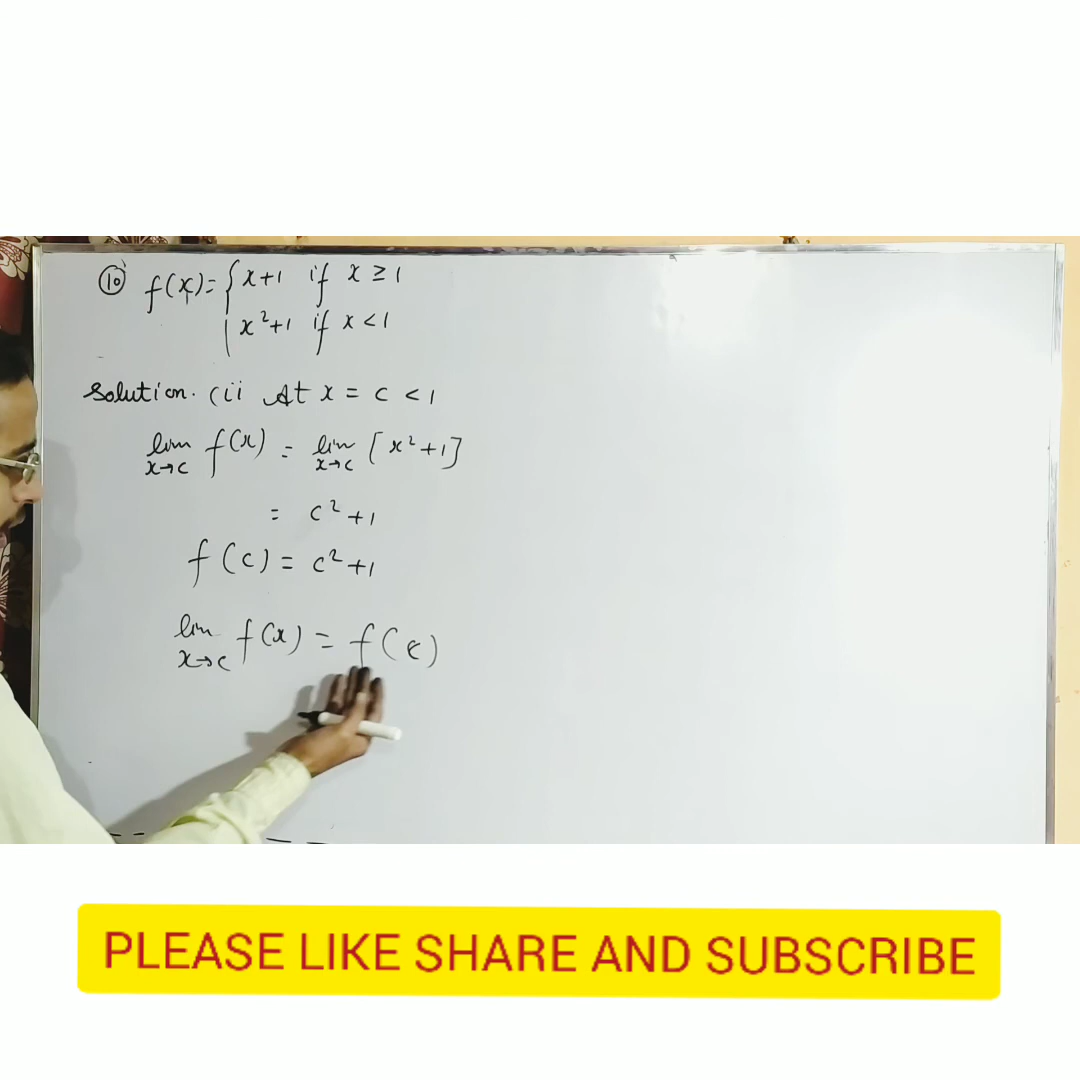 ⑩ f(x)= { x+1 if x ≥ 1
x²+1 if x < 1
Solution. (ii At x = c < 1
lim x→c f(x) = lim x→c [x²+1]
= c²+1
f(c) = c²+1
lim x→c f(x) = f(c)
PLEASE LIKE SHARE AND SUBSCRIBE